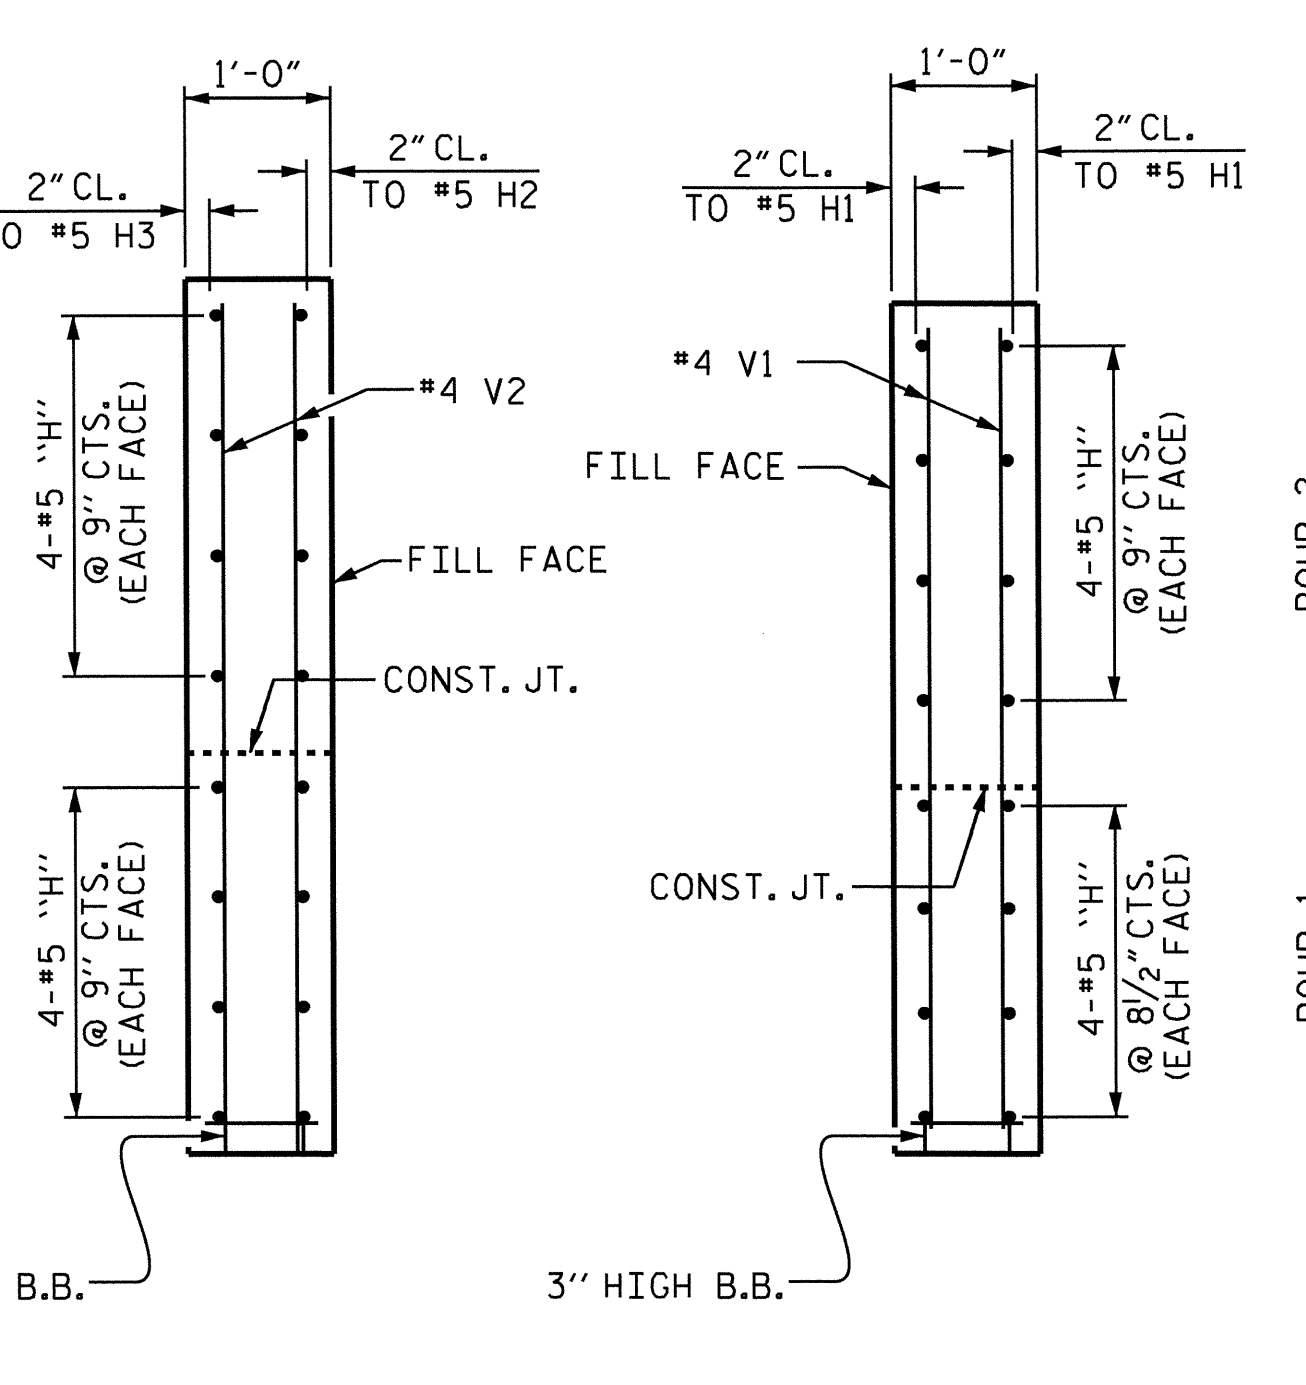 1'-0"
2" CL.
TO #5 H2
2" CL.
O #5 H3
#4 V2
4-#5 "H"
@ 9" CTS.
(EACH FACE)
FILL FACE
CONST. JT.
4-#5 "H"
@ 9" CTS.
(EACH FACE)
B.B.
1'-0"
2" CL.
TO #5 H1
2" CL.
TO #5 H1
#4 V1
FILL FACE
4-#5 "H"
@ 9" CTS.
(EACH FACE)
CONST. JT.
4-#5 "H"
@ 8 1/2" CTS.
(EACH FACE)
3" HIGH B.B.